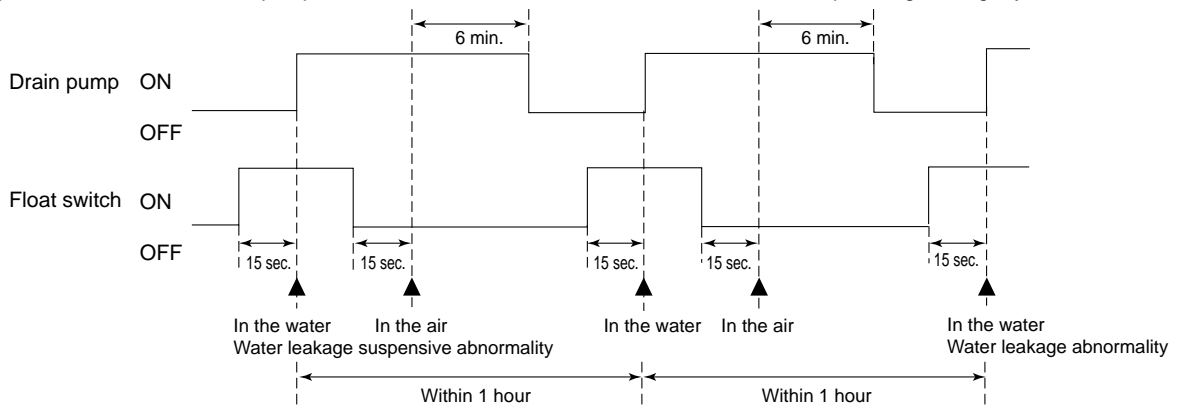 6 min.
6 min.
Drain pump ON
OFF
Float switch ON
OFF
15 sec.
15 sec.
15 sec.
15 sec.
15 sec.
In the water
In the air
In the water
In the air
In the water
Water leakage suspensive abnormality
Water leakage abnormality
Within 1 hour
Within 1 hour